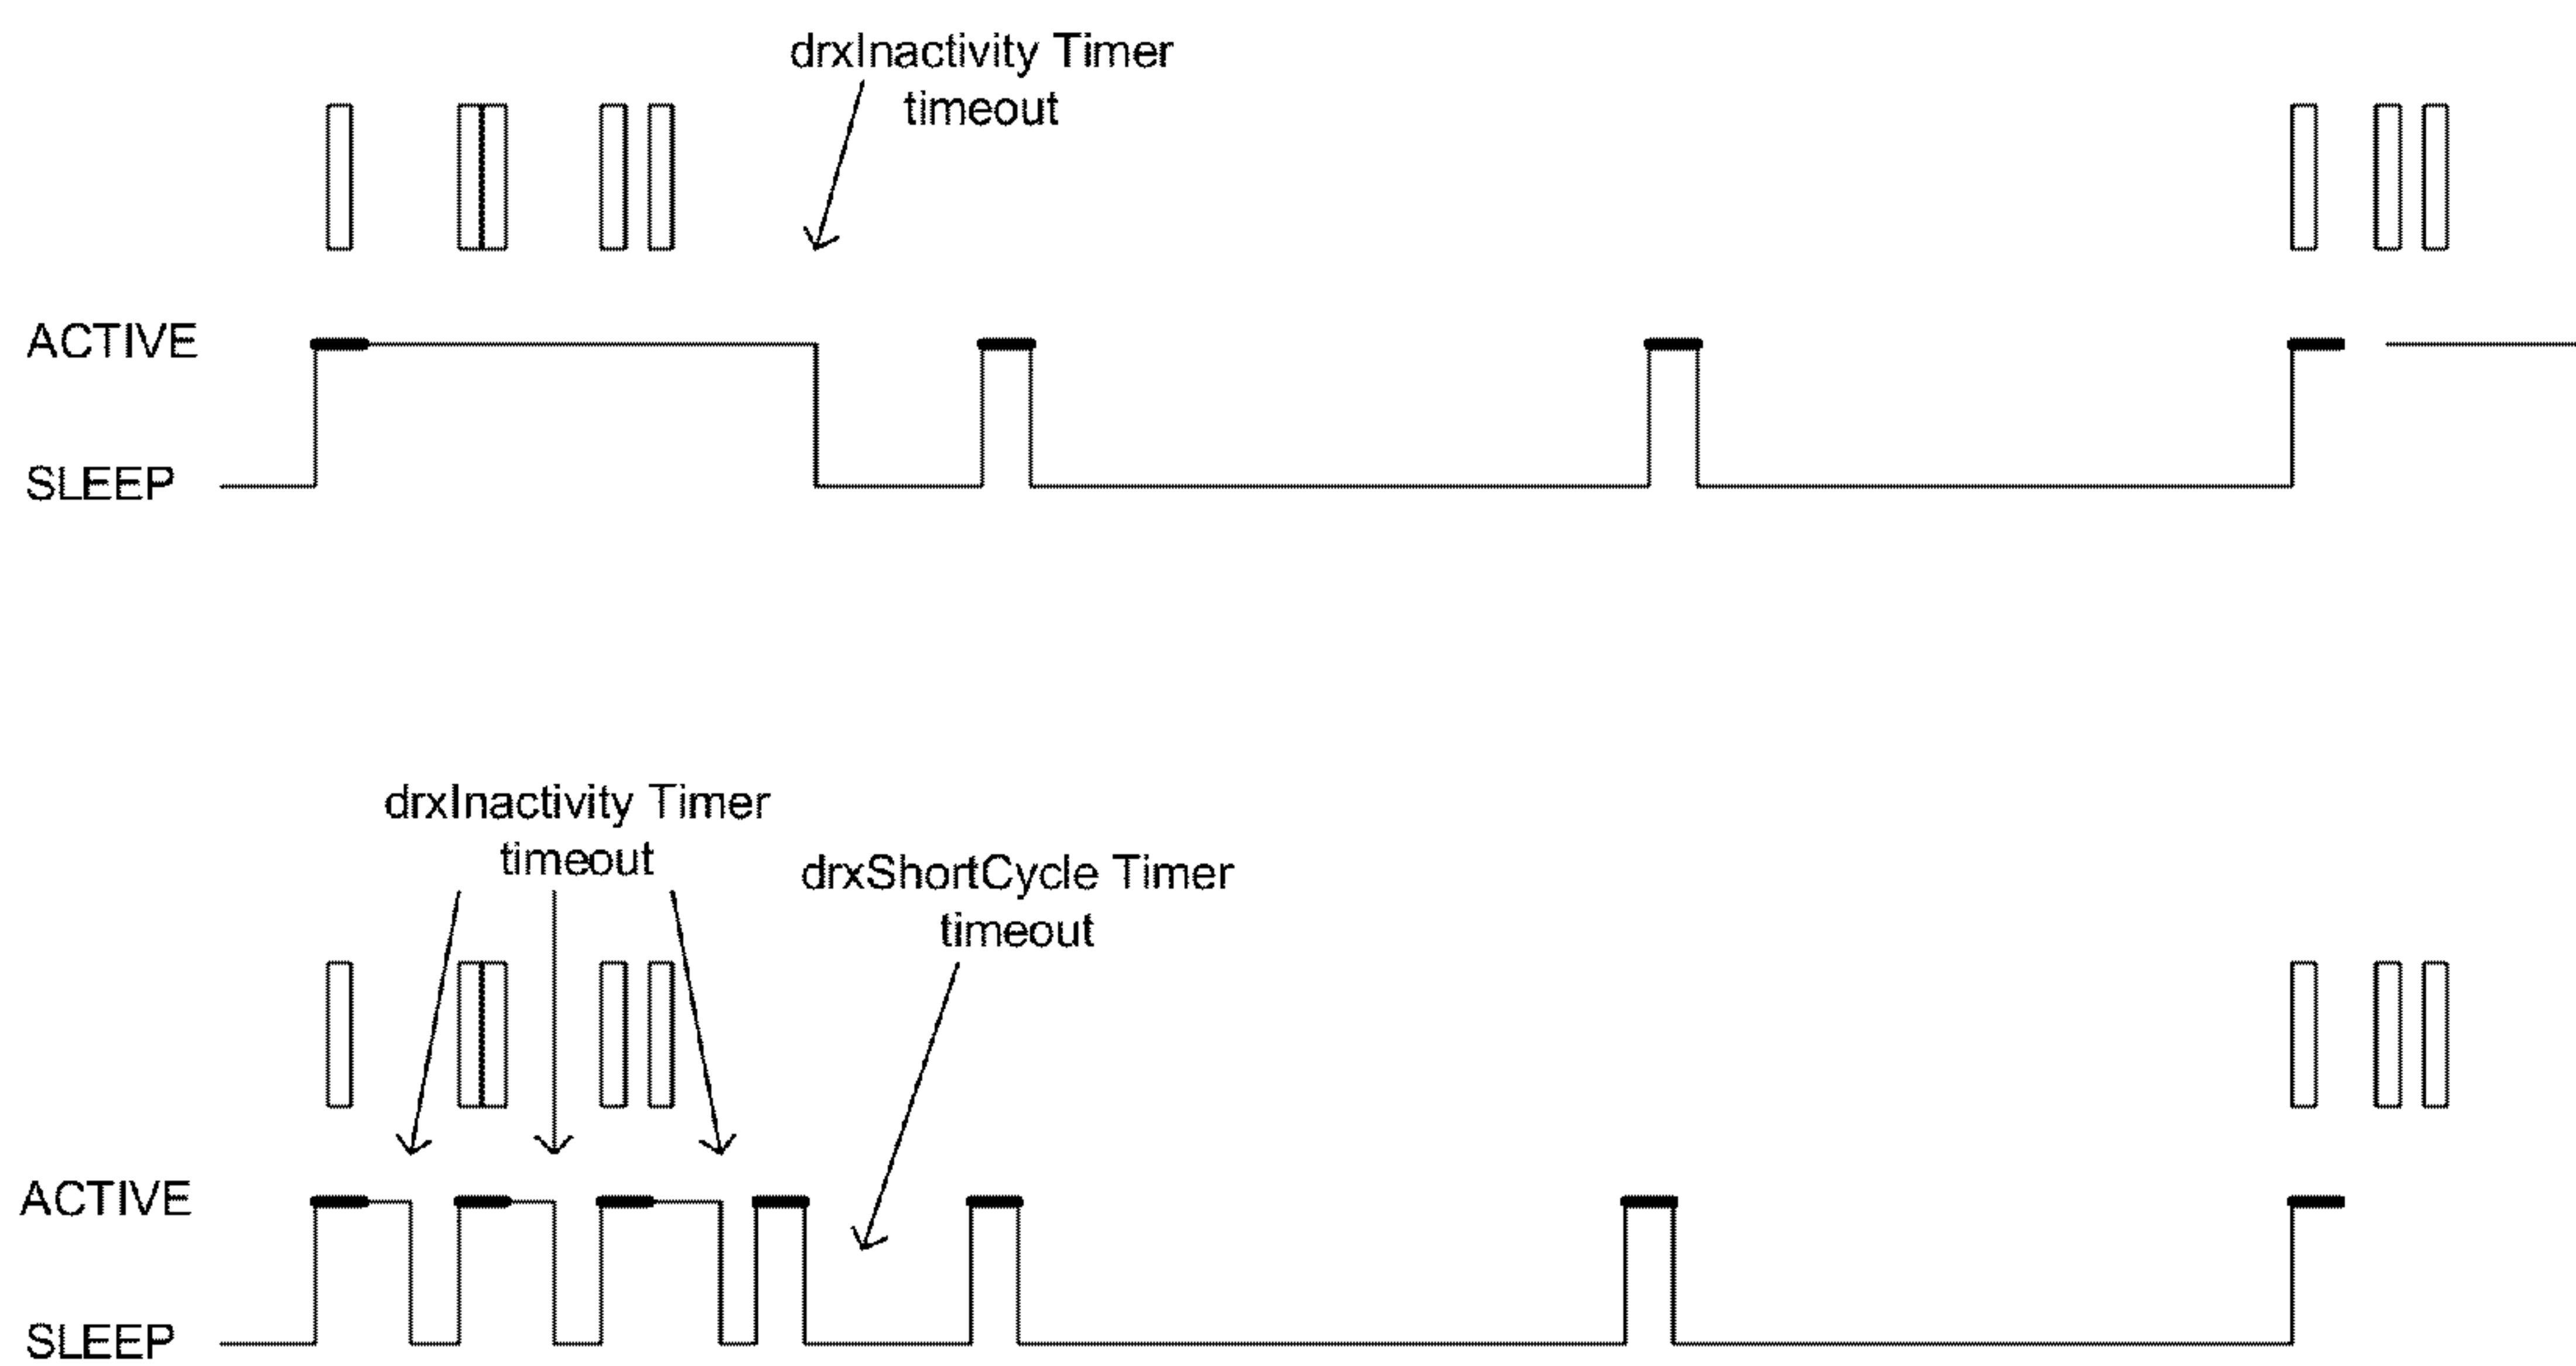 drxInactivity Timer
timeout
ACTIVE
SLEEP
drxInactivity Timer
timeout
drxShortCycle Timer
timeout
ACTIVE
SLEEP